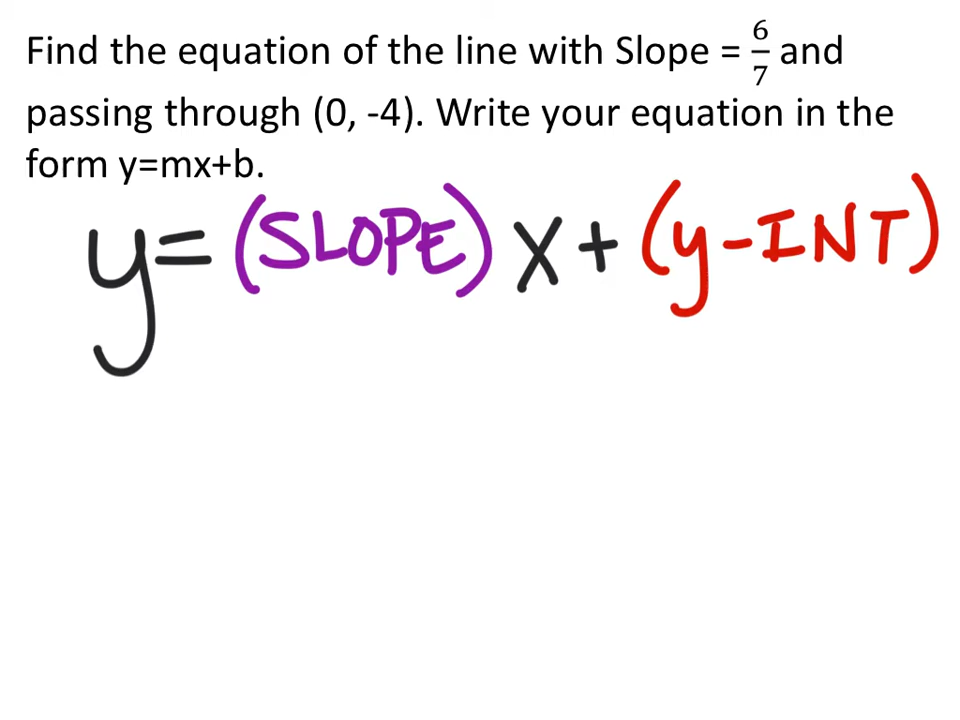 Find the equation of the line with Slope = 6/7 and
passing through (0, -4). Write your equation in the
form y=mx+b.
y=(SLOPE)x+(y-INT)